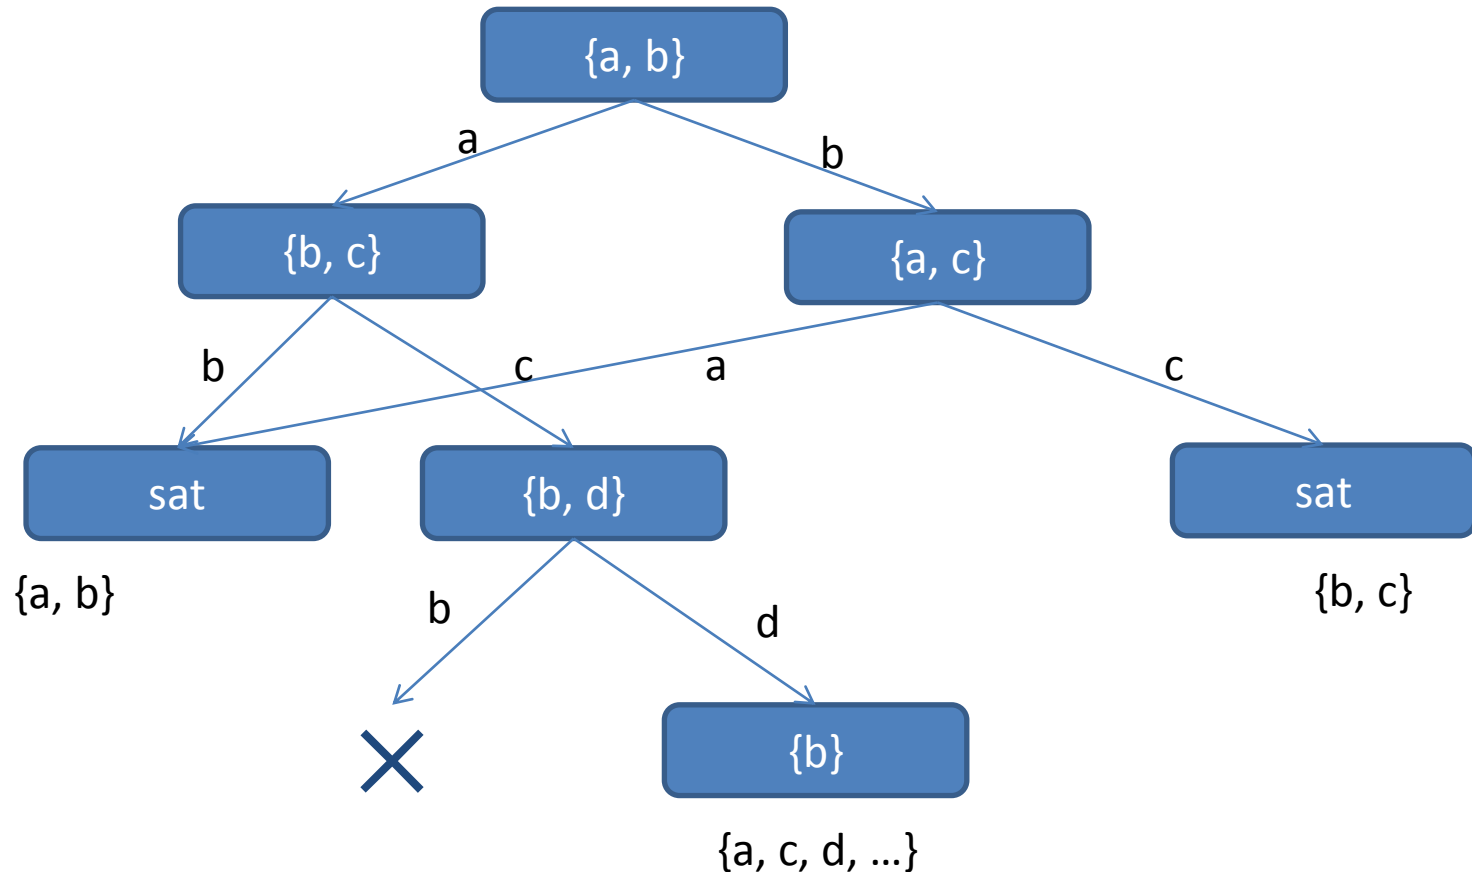 {a, b}
a
b
{b, c}
{a, c}
b
c
a
c
sat
{b, d}
sat
{a, b}
{b, c}
b
d
{b}
{a, c, d, ...}